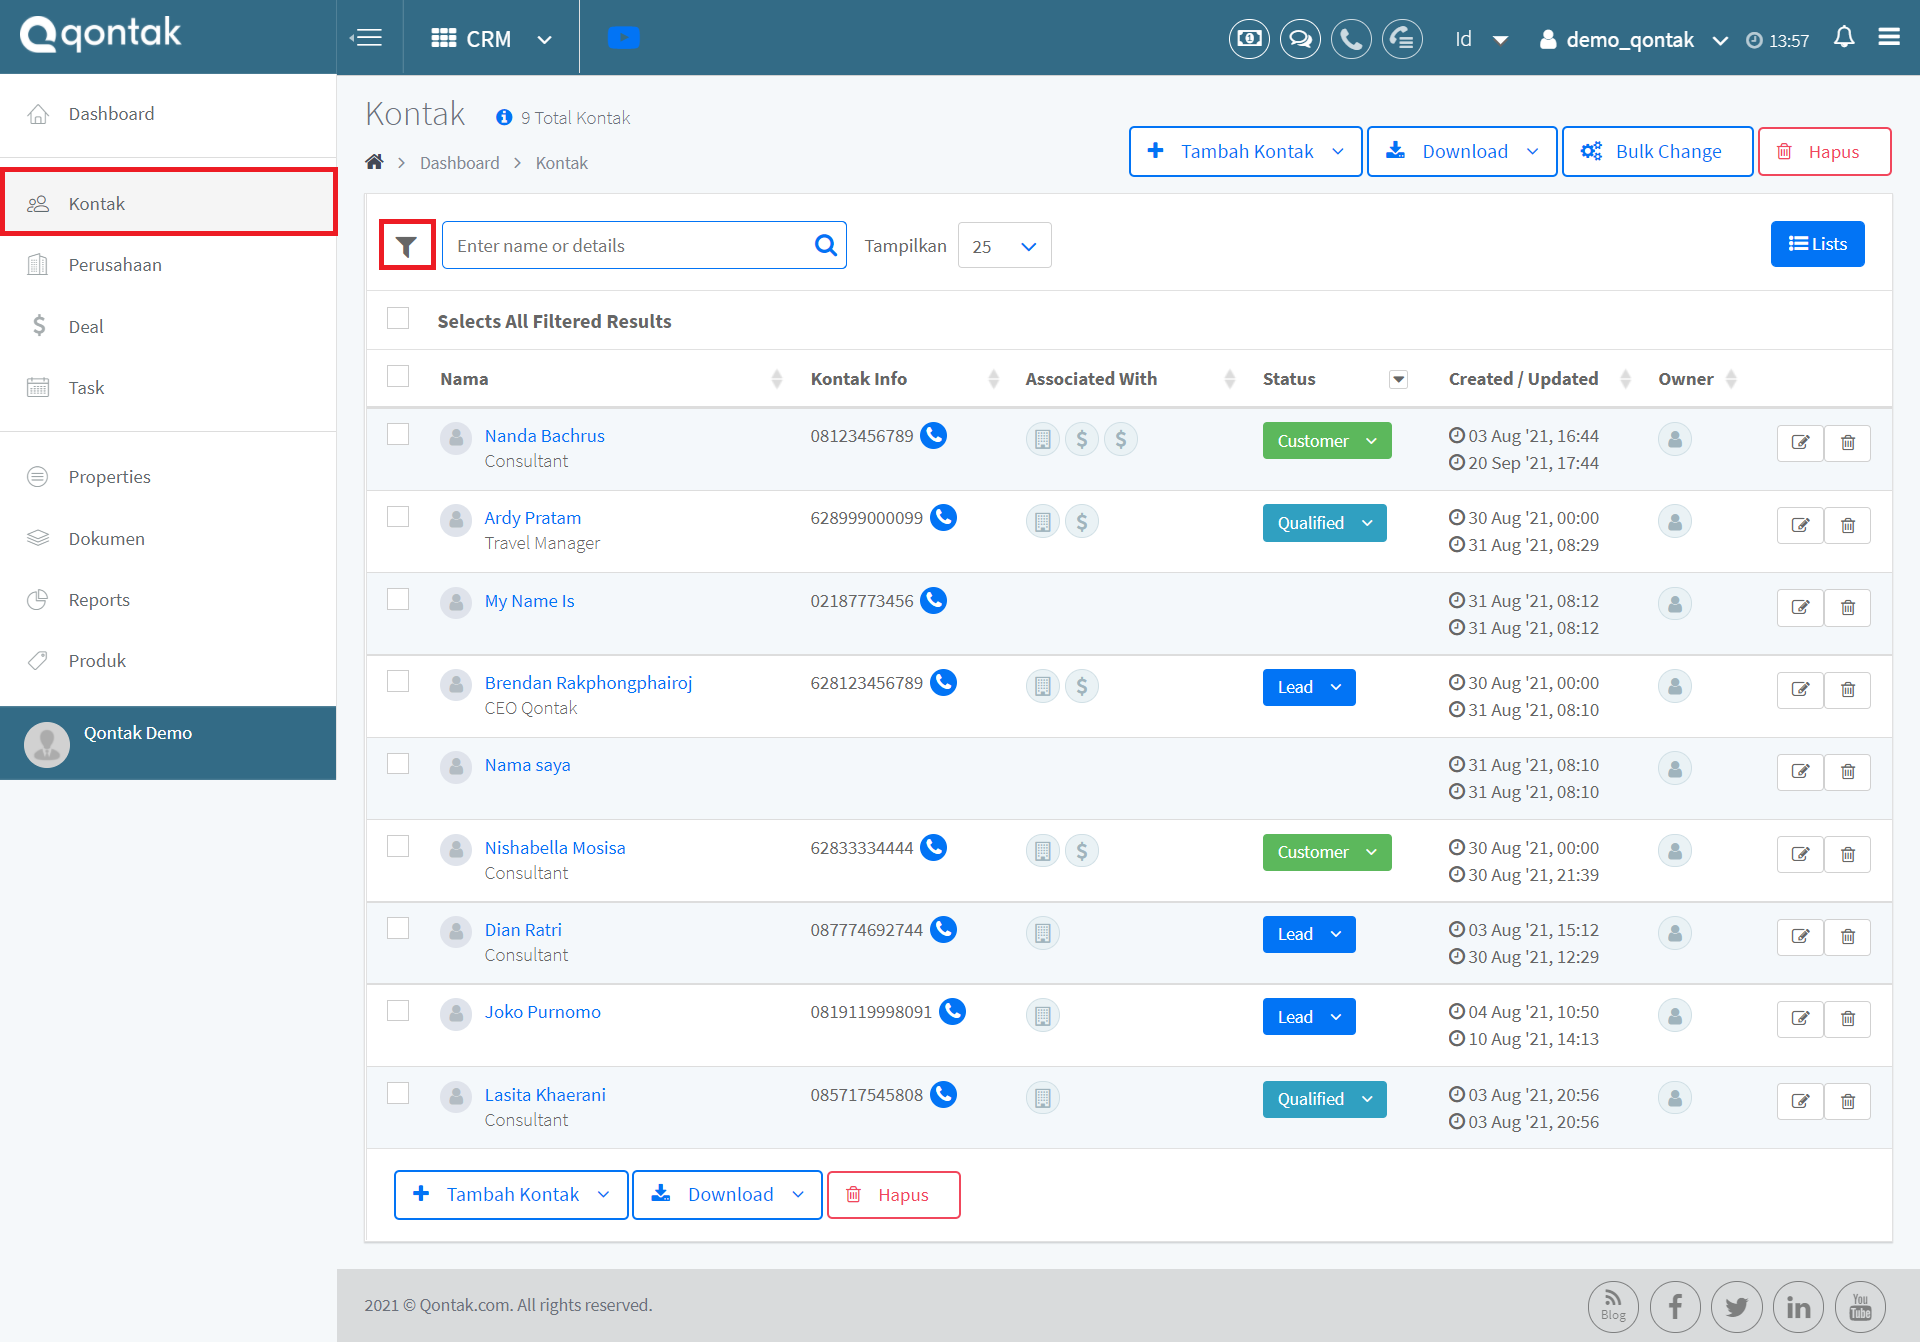 qontak
CRM
Id
demo_qontak
13:57
Dashboard
Kontak
Perusahaan
Deal
Task
Properties
Dokumen
Reports
Produk
Qontak Demo
Kontak
9 Total Kontak
Dashboard
Kontak
Tambah Kontak
Download
Bulk Change
Hapus
Enter name or details
Tampilkan
25
Lists
Selects All Filtered Results
Nama
Kontak Info
Associated With
Status
Created / Updated
Owner
Nanda Bachrus
Consultant
08123456789
Customer
03 Aug '21, 16:44
20 Sep '21, 17:44
Ardy Pratam
Travel Manager
628999000099
Qualified
30 Aug '21, 00:00
31 Aug '21, 08:29
My Name Is
02187773456
31 Aug '21, 08:12
31 Aug '21, 08:12
Brendan Rakphongphairoj
CEO Qontak
628123456789
Lead
30 Aug '21, 00:00
31 Aug '21, 08:10
Nama saya
31 Aug '21, 08:10
31 Aug '21, 08:10
Nishabella Mosisa
Consultant
62833334444
Customer
30 Aug '21, 00:00
30 Aug '21, 21:39
Dian Ratri
Consultant
087774692744
Lead
03 Aug '21, 15:12
30 Aug '21, 12:29
Joko Purnomo
0819119998091
Lead
04 Aug '21, 10:50
10 Aug '21, 14:13
Lasita Khaerani
Consultant
085717545808
Qualified
03 Aug '21, 20:56
03 Aug '21, 20:56
Tambah Kontak
Download
Hapus
2021 © Qontak.com. All rights reserved.
Blog
You
Tube